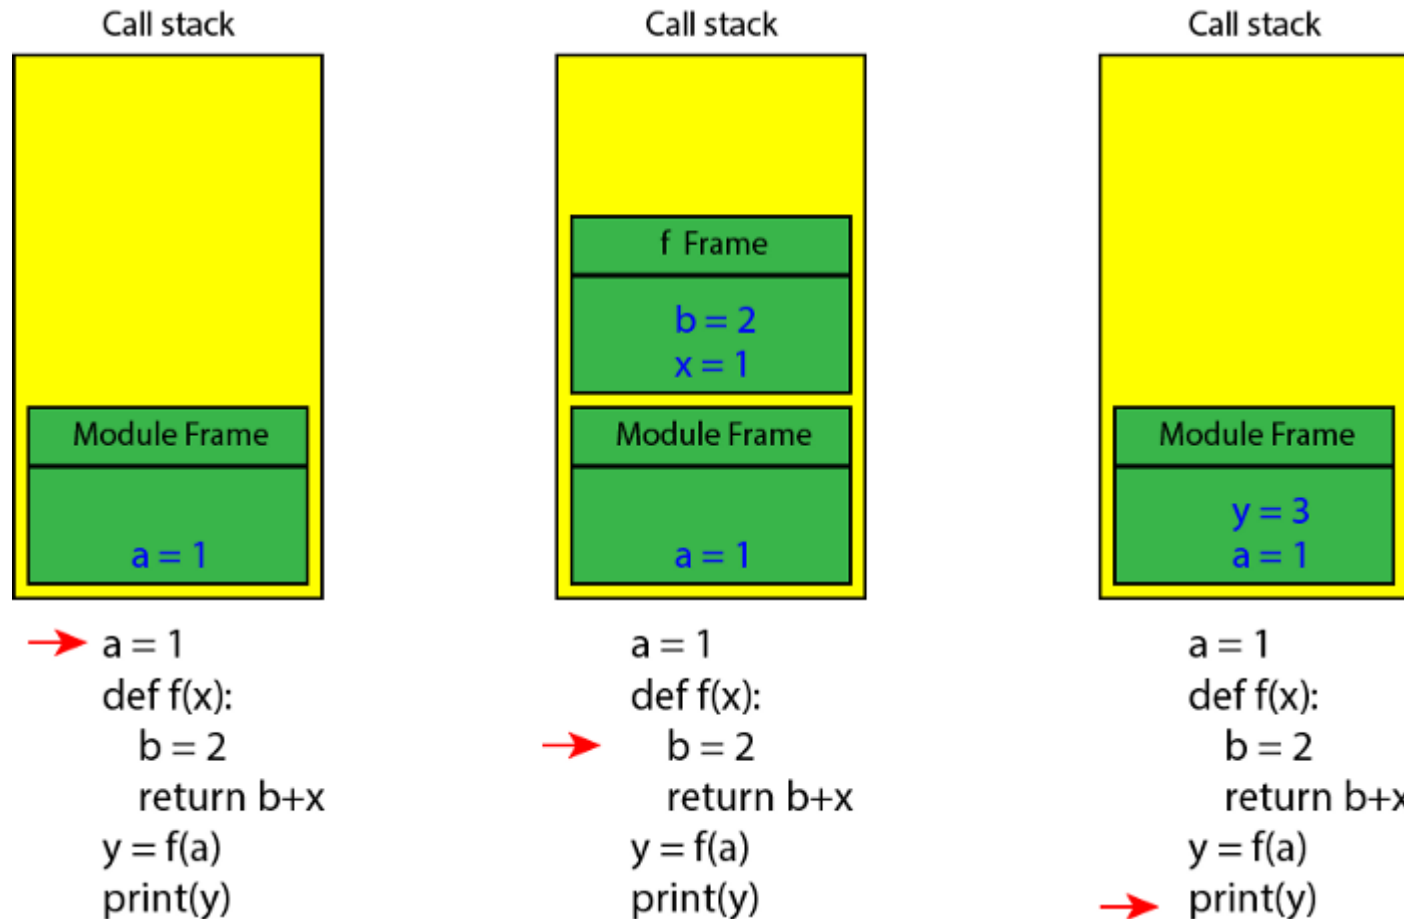 Call stack
Module Frame
a = 1
a = 1
def f(x):
b = 2
return b+x
y = f(a)
print(y)
Call stack
f Frame
b = 2
x = 1
Module Frame
a = 1
a = 1
def f(x):
b = 2
return b+x
y = f(a)
print(y)
Call stack
Module Frame
y = 3
a = 1
a = 1
def f(x):
b = 2
return b+x
y = f(a)
print(y)